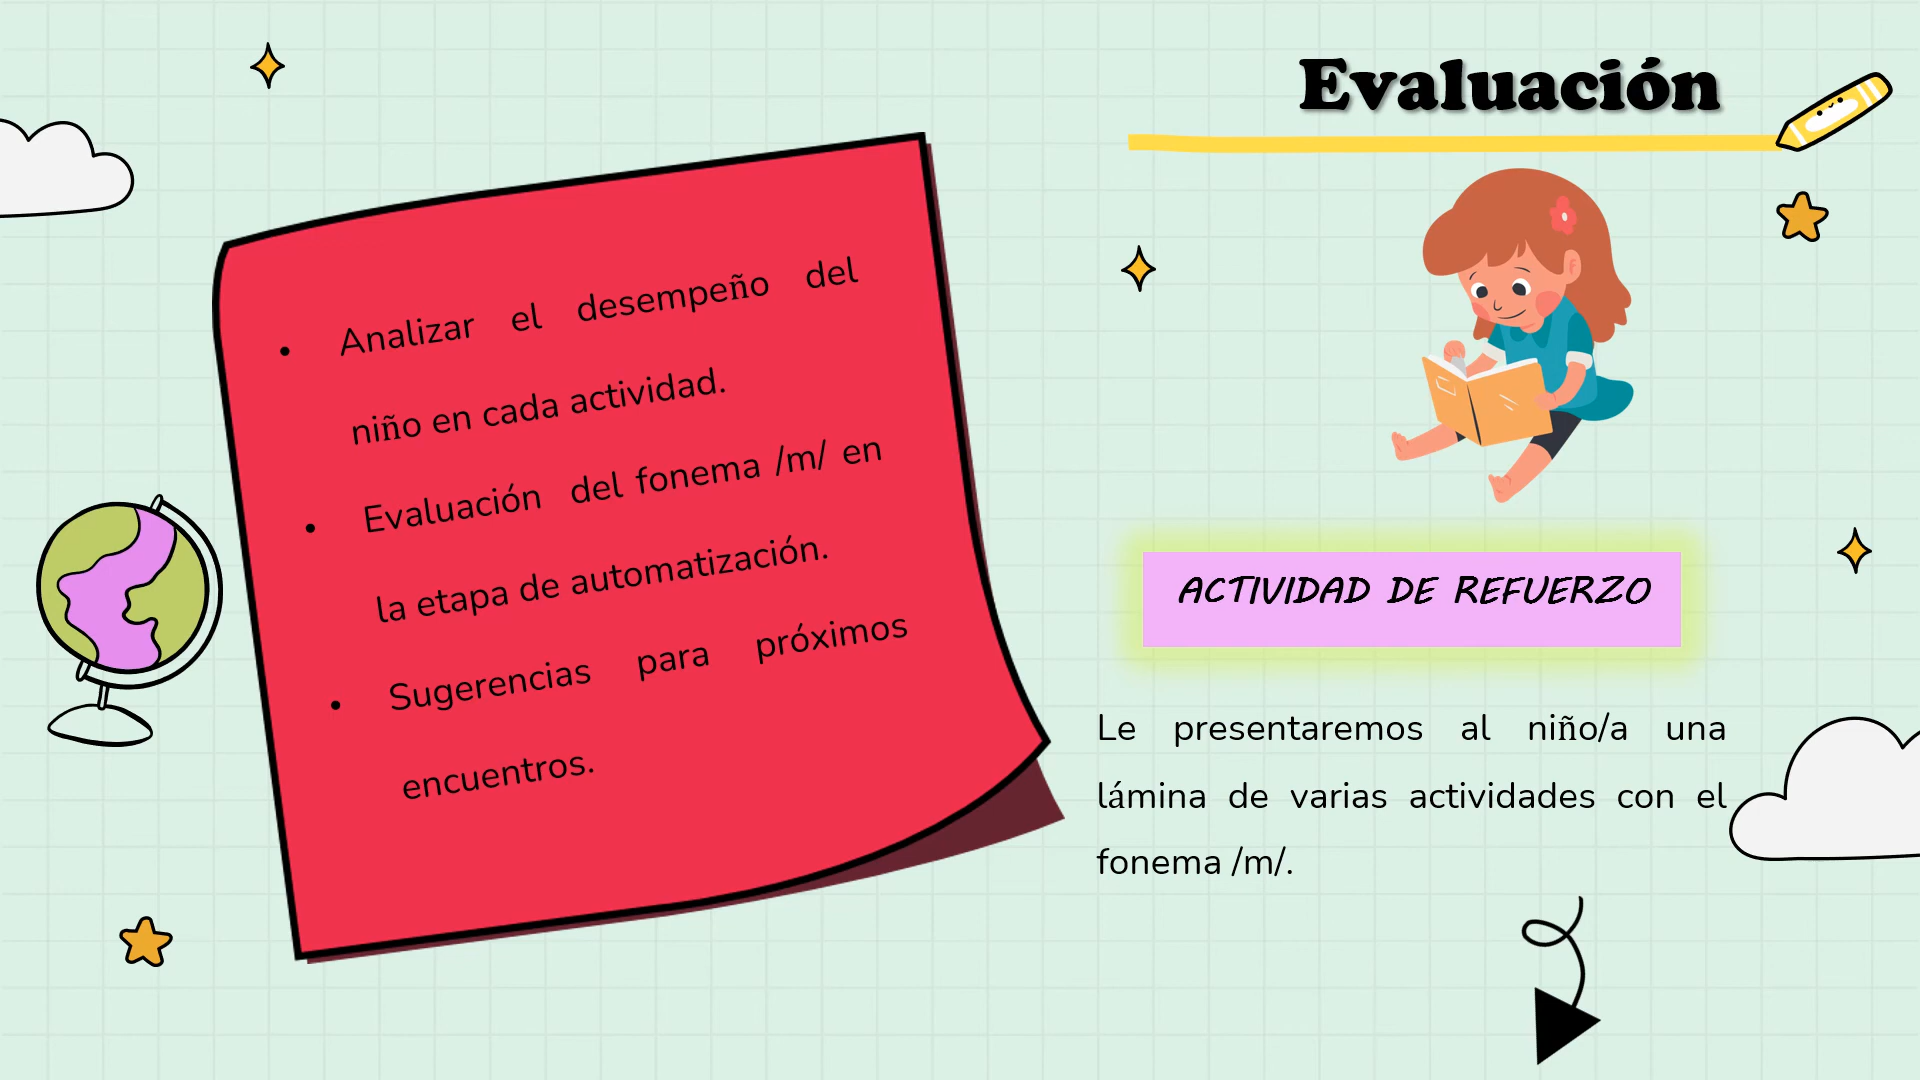 Evaluación
• Analizar el desempeño del
niño en cada actividad.
• Evaluación del fonema /m/ en
la etapa de automatización.
• Sugerencias para próximos
encuentros.
ACTIVIDAD DE REFUERZO
Le presentaremos al niño/a una
lámina de varias actividades con el
fonema /m/.